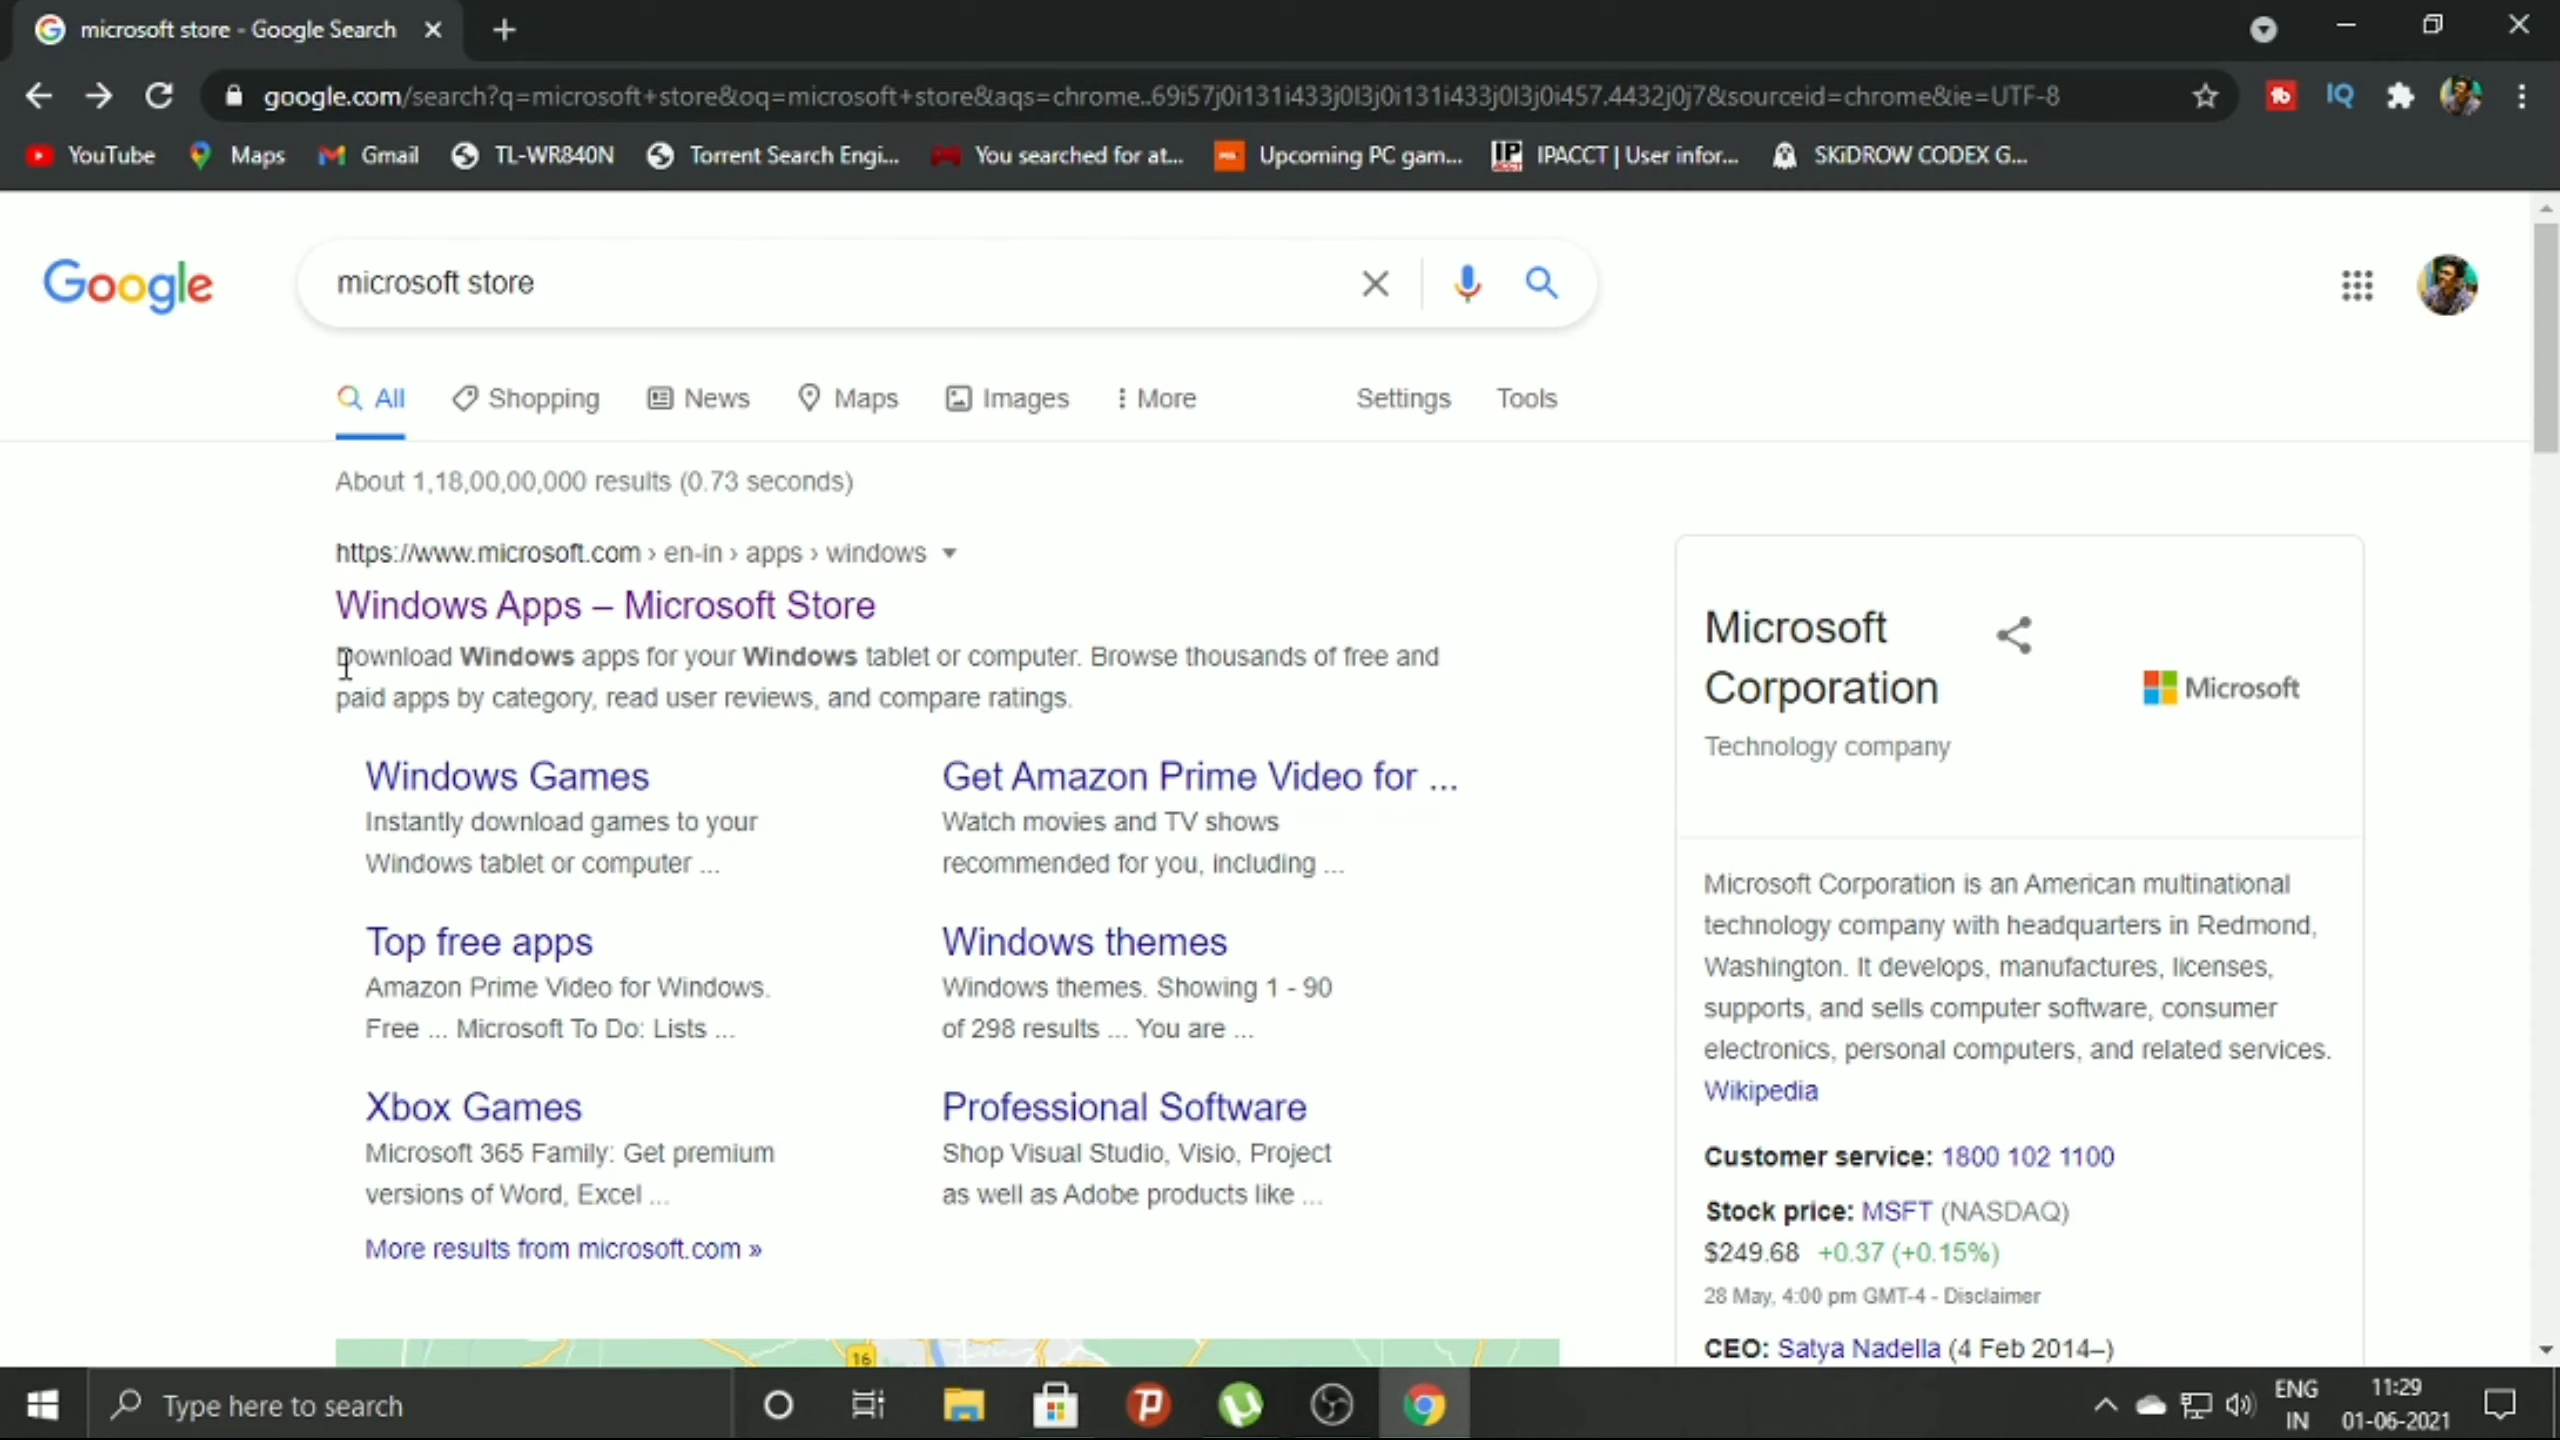 microsoft store - Google Search
google.com/search?q=microsoft+store&oq=microsoft+store&aqs=chrome..69i57j0i131i433j0l3j0i131i433j0l3j0i457.4432j0j7&sourceid=chrome&ie=UTF-8
YouTube Maps Gmail TL-WR840N Torrent Search Engi... You searched for at... Upcoming PC gam... IPACCT | User infor... SKiDROW CODEX G...
Google
microsoft store
All Shopping News Maps Images More Settings Tools
About 1,18,00,00,000 results (0.73 seconds)
https://www.microsoft.com › en-in › apps › windows
Windows Apps – Microsoft Store
Download Windows apps for your Windows tablet or computer. Browse thousands of free and
paid apps by category, read user reviews, and compare ratings.
Windows Games
Instantly download games to your
Windows tablet or computer ...
Get Amazon Prime Video for ...
Watch movies and TV shows
recommended for you, including ...
Top free apps
Amazon Prime Video for Windows.
Free ... Microsoft To Do: Lists ...
Windows themes
Windows themes. Showing 1 - 90
of 298 results ... You are ...
Xbox Games
Microsoft 365 Family: Get premium
versions of Word, Excel ...
Professional Software
Shop Visual Studio, Visio, Project
as well as Adobe products like ...
More results from microsoft.com »
16
Microsoft
Corporation
Microsoft
Technology company
Microsoft Corporation is an American multinational
technology company with headquarters in Redmond,
Washington. It develops, manufactures, licenses,
supports, and sells computer software, consumer
electronics, personal computers, and related services.
Wikipedia
Customer service: 1800 102 1100
Stock price: MSFT (NASDAQ)
$249.68 +0.37 (+0.15%)
28 May, 4:00 pm GMT-4 - Disclaimer
CEO: Satya Nadella (4 Feb 2014–)
Type here to search
ENG
IN
11:29
01-06-2021